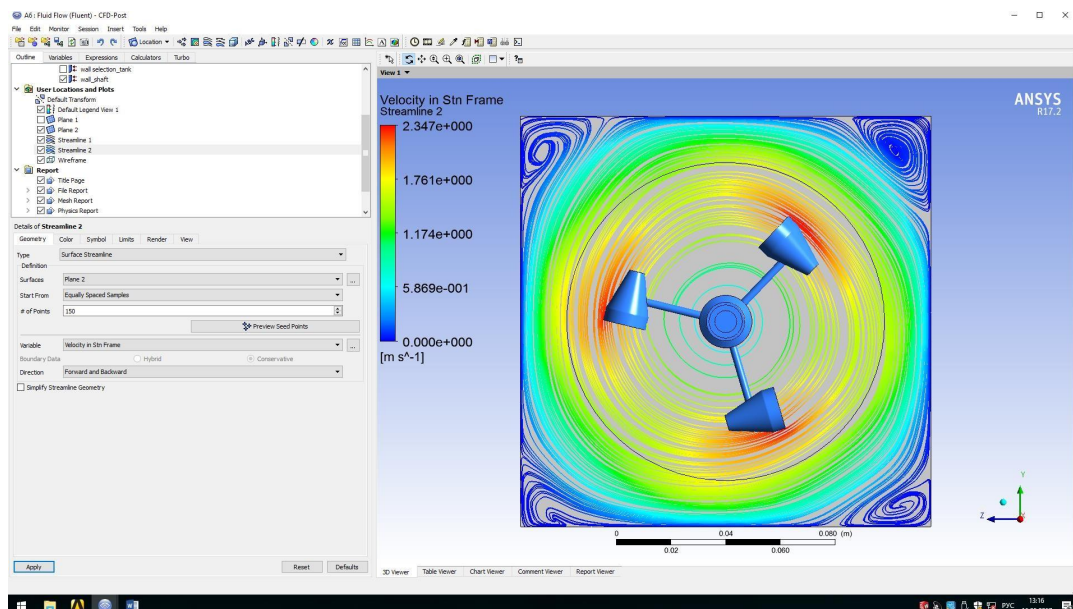 A6 : Fluid Flow (Fluent) - CFD-Post
File Edit Monitor Session Insert Tools Help
Location
Outline Variables Expressions Calculators Turbo
wall selection_tank
wall_shaft
User Locations and Plots
Default Transform
Default Legend View 1
Plane 1
Plane 2
Streamline 1
Streamline 2
Wireframe
Report
Title Page
File Report
Mesh Report
Physics Report
Details of Streamline 2
Geometry Color Symbol Limits Render View
Type Surface Streamline
Definition
Surfaces Plane 2 ...
Start From Equally Spaced Samples
# of Points 150
Preview Seed Points
Variable Velocity in Stn Frame ...
Boundary Data Hybrid Conservative
Direction Forward and Backward
Simplify Streamline Geometry
Apply Reset Defaults
View 1
Velocity in Stn Frame
Streamline 2
2.347e+000
1.761e+000
1.174e+000
5.869e-001
0.000e+000
[m s^-1]
ANSYS
R17.2
Y
Z
0 0.04 0.080 (m)
0.02 0.060
3D Viewer Table Viewer Chart Viewer Comment Viewer Report Viewer
РУС
13:16